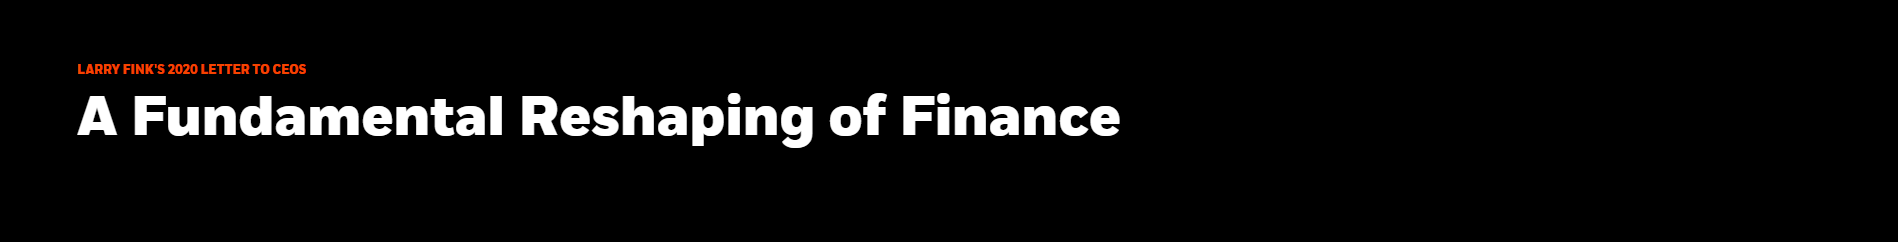 LARRY FINK'S 2020 LETTER TO CEOS
A Fundamental Reshaping of Finance